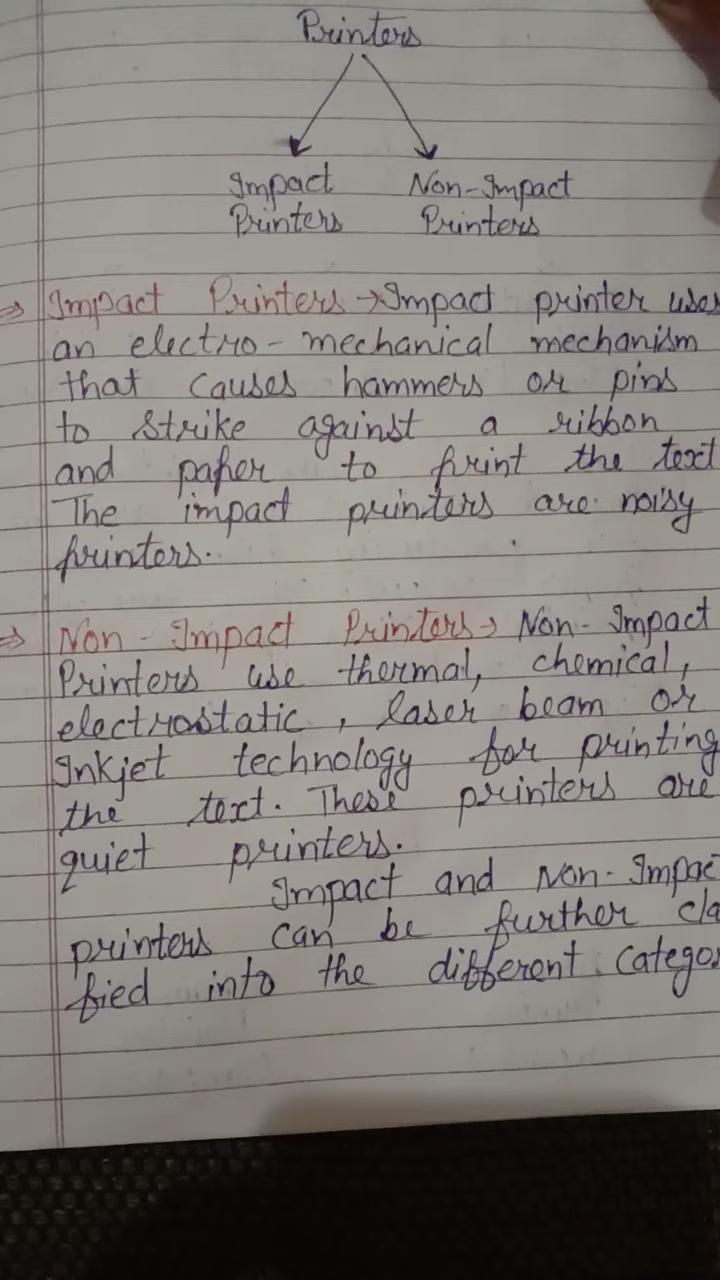 Printers
Impact Non-Impact
Printers Printers
⇒ Impact Printers → Impact printer uses
an electro-mechanical mechanism
that causes hammers or pins
to strike against a ribbon
and paper to print the text
The impact printers are noisy
printers.
⇒ Non-Impact Printers → Non-Impact
Printers use thermal, chemical,
electrostatic, laser beam or
Inkjet technology for printing
the text. These printers are
quiet printers.
Impact and Non-Impac
printers can be further cla
fied into the different catego